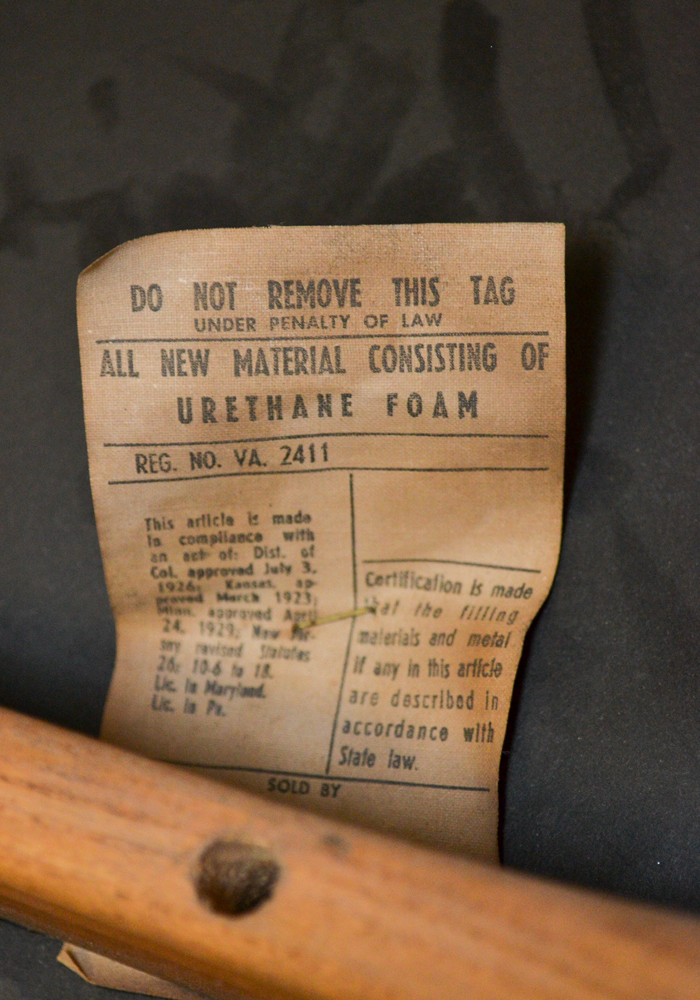 DO NOT REMOVE THIS TAG
UNDER PENALTY OF LAW
ALL NEW MATERIAL CONSISTING OF
URETHANE FOAM
REG. NO. VA. 2411
This article is made
in compliance with
an act of: Dist. of
Col. approved July 3,
1926; Kansas, ap-
proved March 1923;
Minn. approved April
24, 1929; New Jer-
sey revised Statutes
26: 10-6 to 18.
Lic. in Maryland.
Lic. in Pa.
Certification is made
that the filling
materials and metal
if any in this article
are described in
accordance with
State law.
SOLD BY